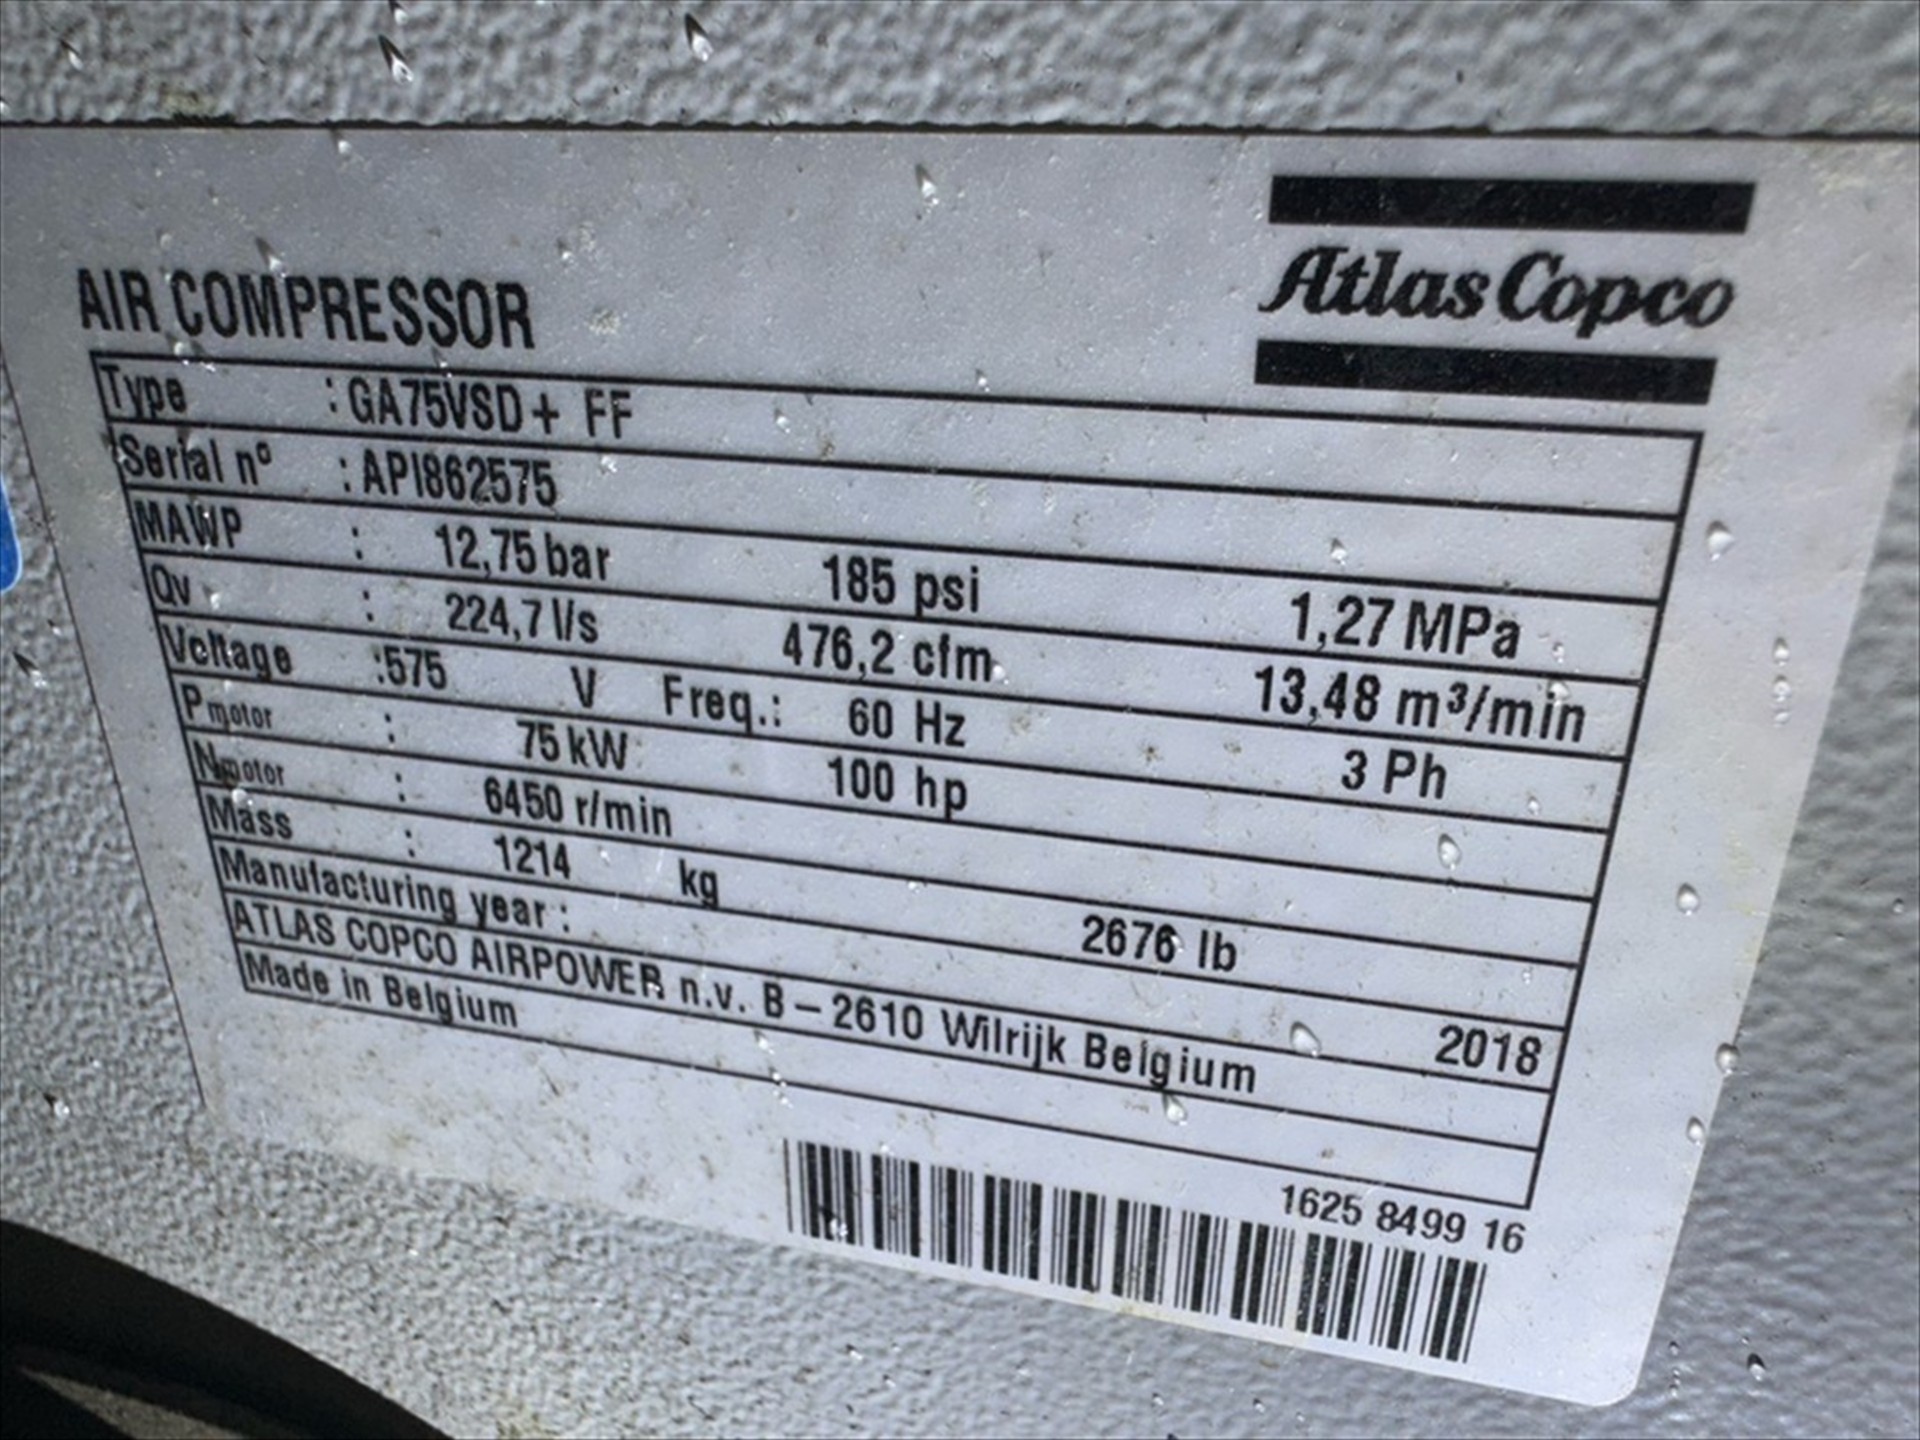 Atlas Copco
AIR COMPRESSOR
Type : GA75VSD+ FF
Serial nº : API862575
MAWP : 12,75 bar 185 psi 1,27 MPa
Qv : 224,7 l/s 476,2 cfm 13,48 m³/min
Voltage :575 V Freq.: 60 Hz 3 Ph
Pmotor : 75 kW 100 hp
Nmotor : 6450 r/min
Mass : 1214 kg 2676 lb
Manufacturing year : 2018
ATLAS COPCO AIRPOWER n.v. B – 2610 Wilrijk Belgium
Made in Belgium
1625 8499 16